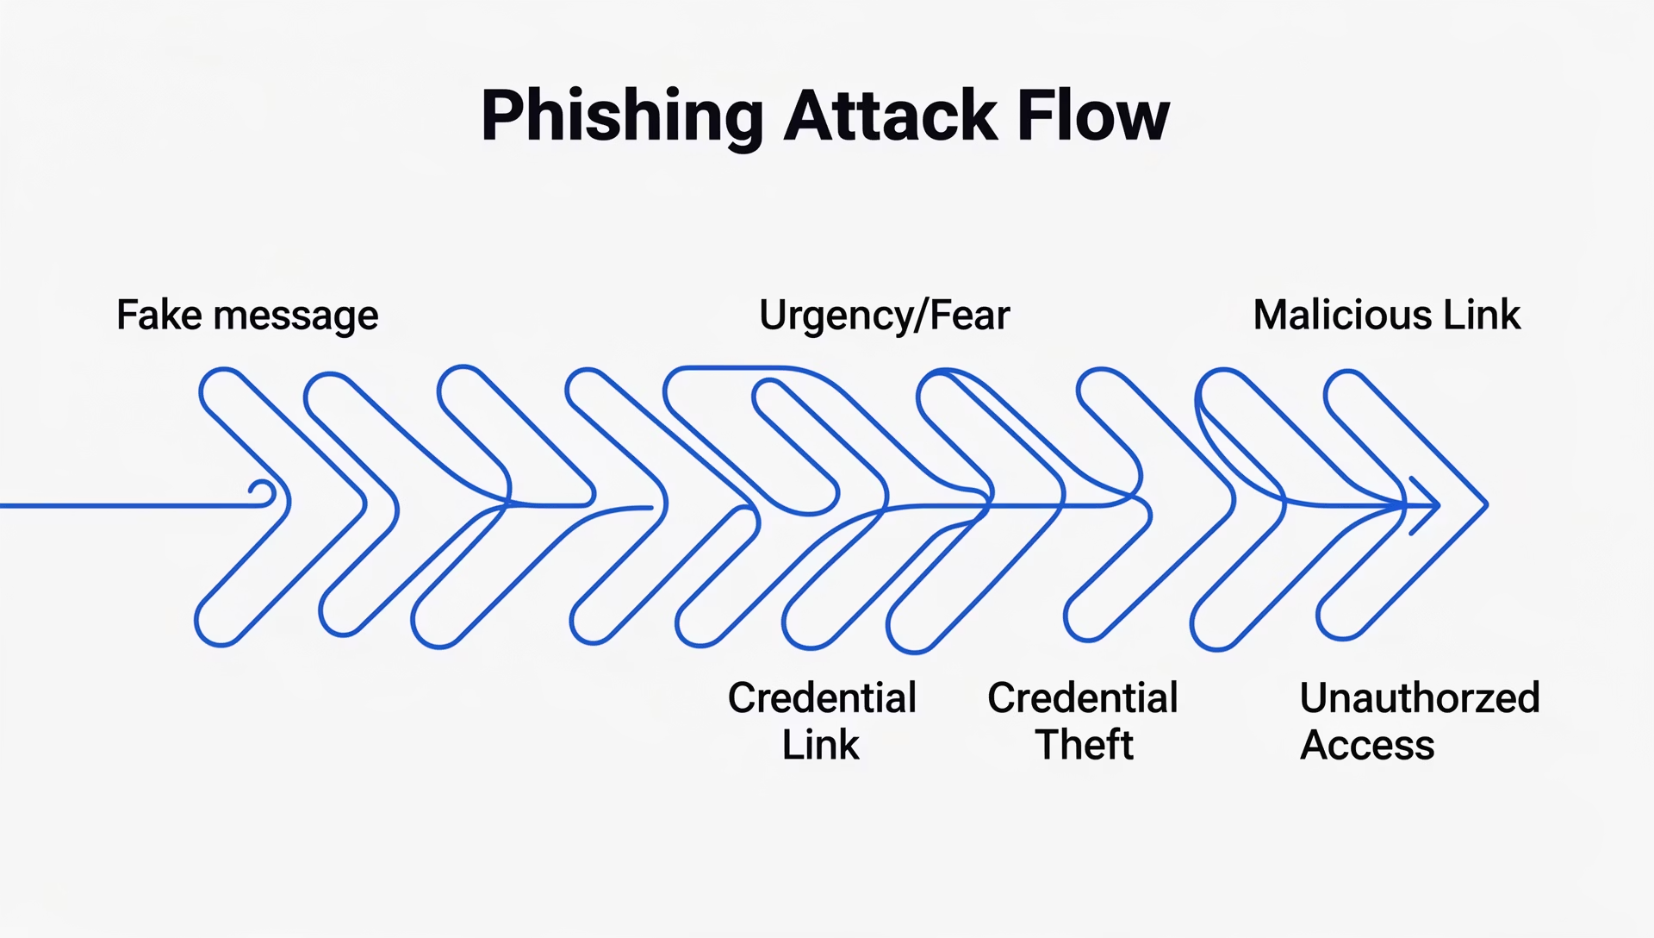 Phishing Attack Flow
Fake message
Urgency/Fear
Malicious Link
Credential
Link
Credential
Theft
Unauthorzed
Access